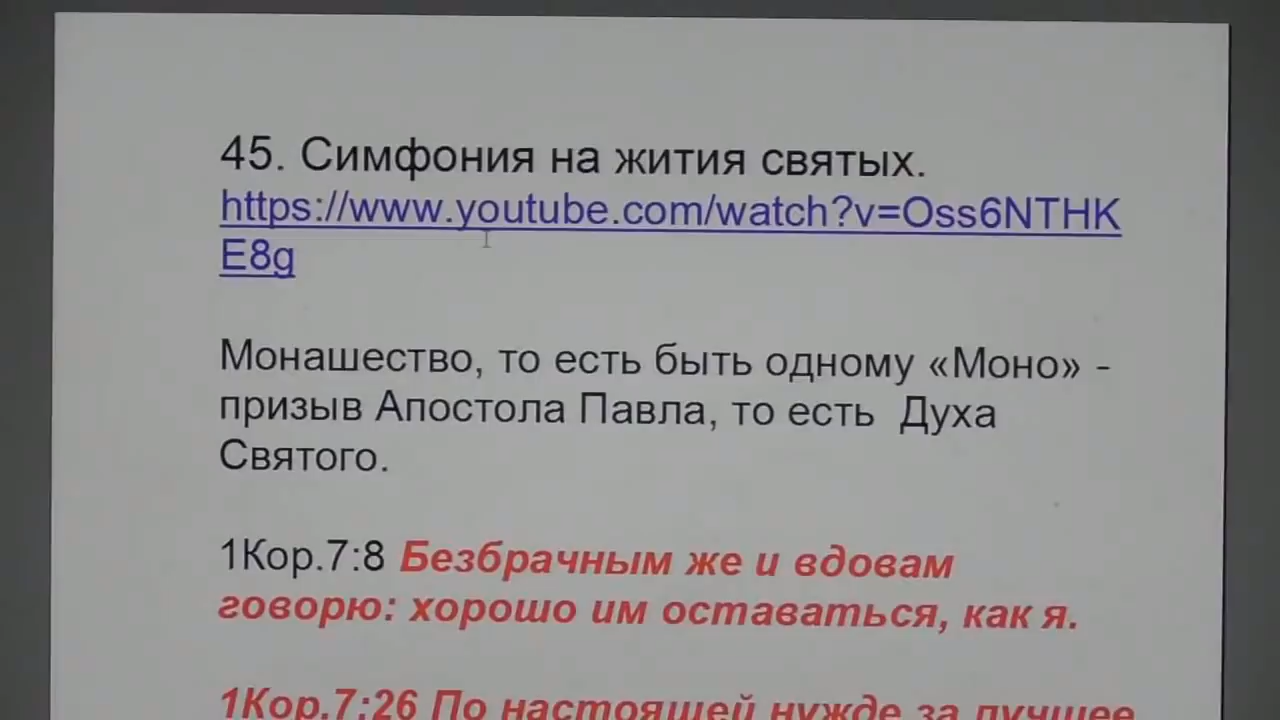 45. Симфония на жития святых.
https://www.youtube.com/watch?v=Oss6NTHK
E8g
Монашество, то есть быть одному «Моно» -
призыв Апостола Павла, то есть Духа
Святого.
1Кор.7:8 Безбрачным же и вдовам
говорю: хорошо им оставаться, как я.
1Кор.7:26 По настоящей нужде за лучшее